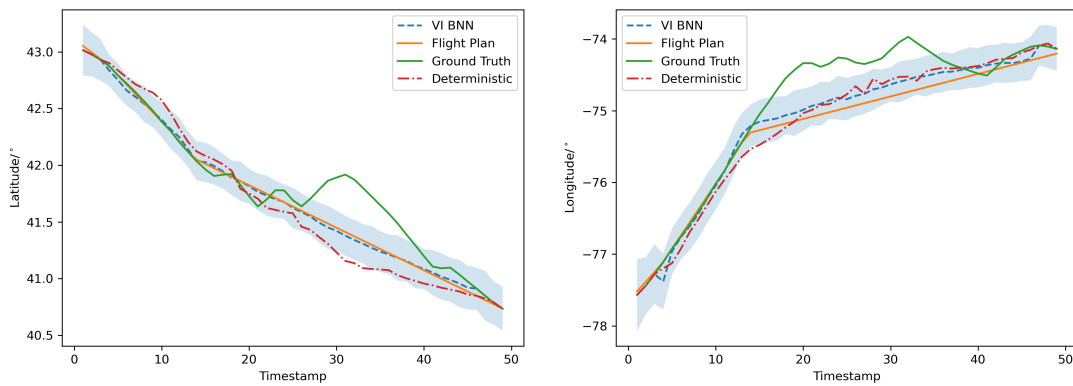 VI BNN
Flight Plan
Ground Truth
Deterministic
43.0
42.5
42.0
41.5
41.0
40.5
Latitude/°
0
10
20
30
40
50
Timestamp
VI BNN
Flight Plan
Ground Truth
Deterministic
−74
−75
−76
−77
−78
Longitude/°
0
10
20
30
40
50
Timestamp